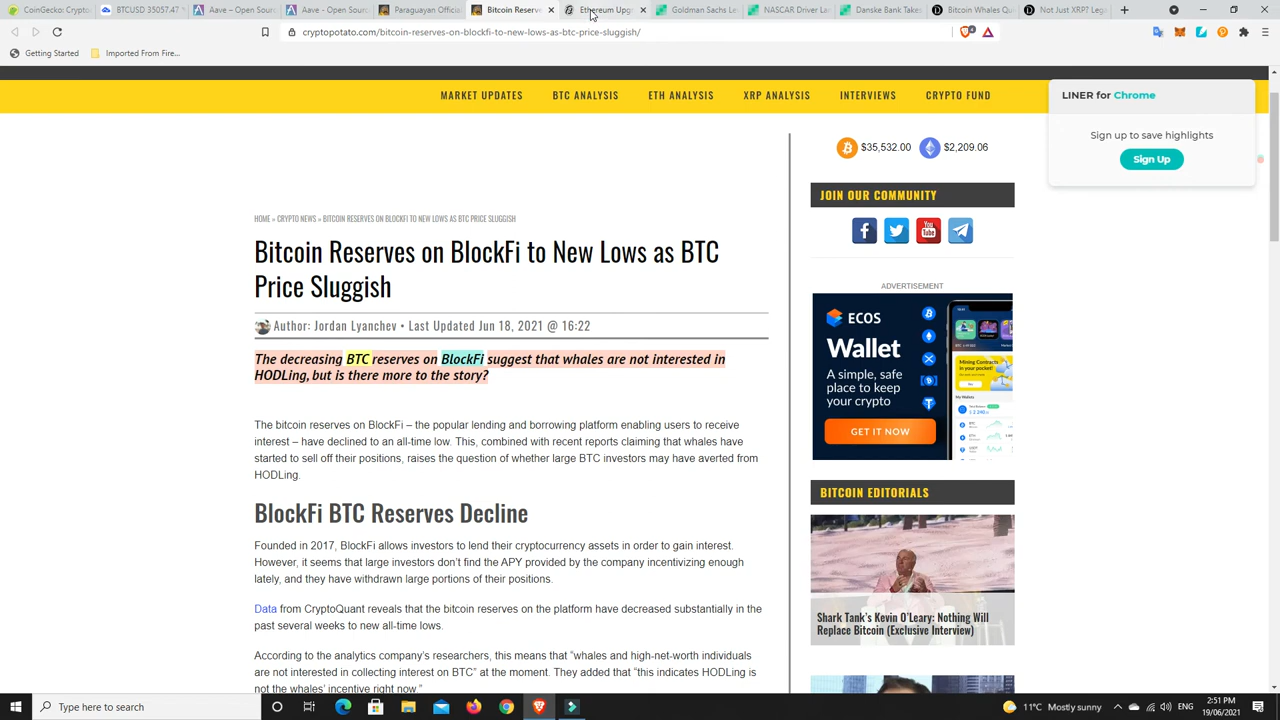 CoinGecko: Crypto
BTCUSD 35057.47
Aave – Open Sourc
Aave – Open Sourc
Paraguayan Official
Bitcoin Reserve
Ethereum Upg
Goldman Sachs Le
NASCAR Driver Lan
Danske Bank Takes
Bitcoin Whales Qu
Not Just XRP? Lega
cryptopotato.com/bitcoin-reserves-on-blockfi-to-new-lows-as-btc-price-sluggish/
Getting Started
Imported From Fire...
MARKET UPDATES
BTC ANALYSIS
ETH ANALYSIS
XRP ANALYSIS
INTERVIEWS
CRYPTO FUND
LINER for Chrome
Sign up to save highlights
Sign Up
$35,532.00
$2,209.06
JOIN OUR COMMUNITY
You
Tube
HOME » CRYPTO NEWS » BITCOIN RESERVES ON BLOCKFI TO NEW LOWS AS BTC PRICE SLUGGISH
Bitcoin Reserves on BlockFi to New Lows as BTC
Price Sluggish
Author: Jordan Lyanchev • Last Updated Jun 18, 2021 @ 16:22
The decreasing BTC reserves on BlockFi suggest that whales are not interested in
HODLing, but is there more to the story?
The bitcoin reserves on BlockFi – the popular lending and borrowing platform enabling users to receive
interest – have declined to an all-time low. This, combined with recent reports claiming that whales have
started to sell off their positions, raises the question of whether large BTC investors may have averted from
HODLing.
BlockFi BTC Reserves Decline
Founded in 2017, BlockFi allows investors to lend their cryptocurrency assets in order to gain interest.
However, it seems that large investors don't find the APY provided by the company incentivizing enough
lately, and they have withdrawn large portions of their positions.
Data from CryptoQuant reveals that the bitcoin reserves on the platform have decreased substantially in the
past several weeks to new all-time lows.
According to the analytics company's researchers, this means that “whales and high-net-worth individuals
are not interested in collecting interest on BTC” at the moment. They added that “this indicates HODLing is
not the whales' incentive right now.”
ADVERTISEMENT
ECOS
Wallet
A simple, safe
place to keep
your crypto
GET IT NOW
Mining Contracts
in your pocket!
BITCOIN EDITORIALS
Shark Tank's Kevin O'Leary: Nothing Will
Replace Bitcoin (Exclusive Interview)
Type here to search
11°C Mostly sunny
ENG
2:51 PM
19/06/2021